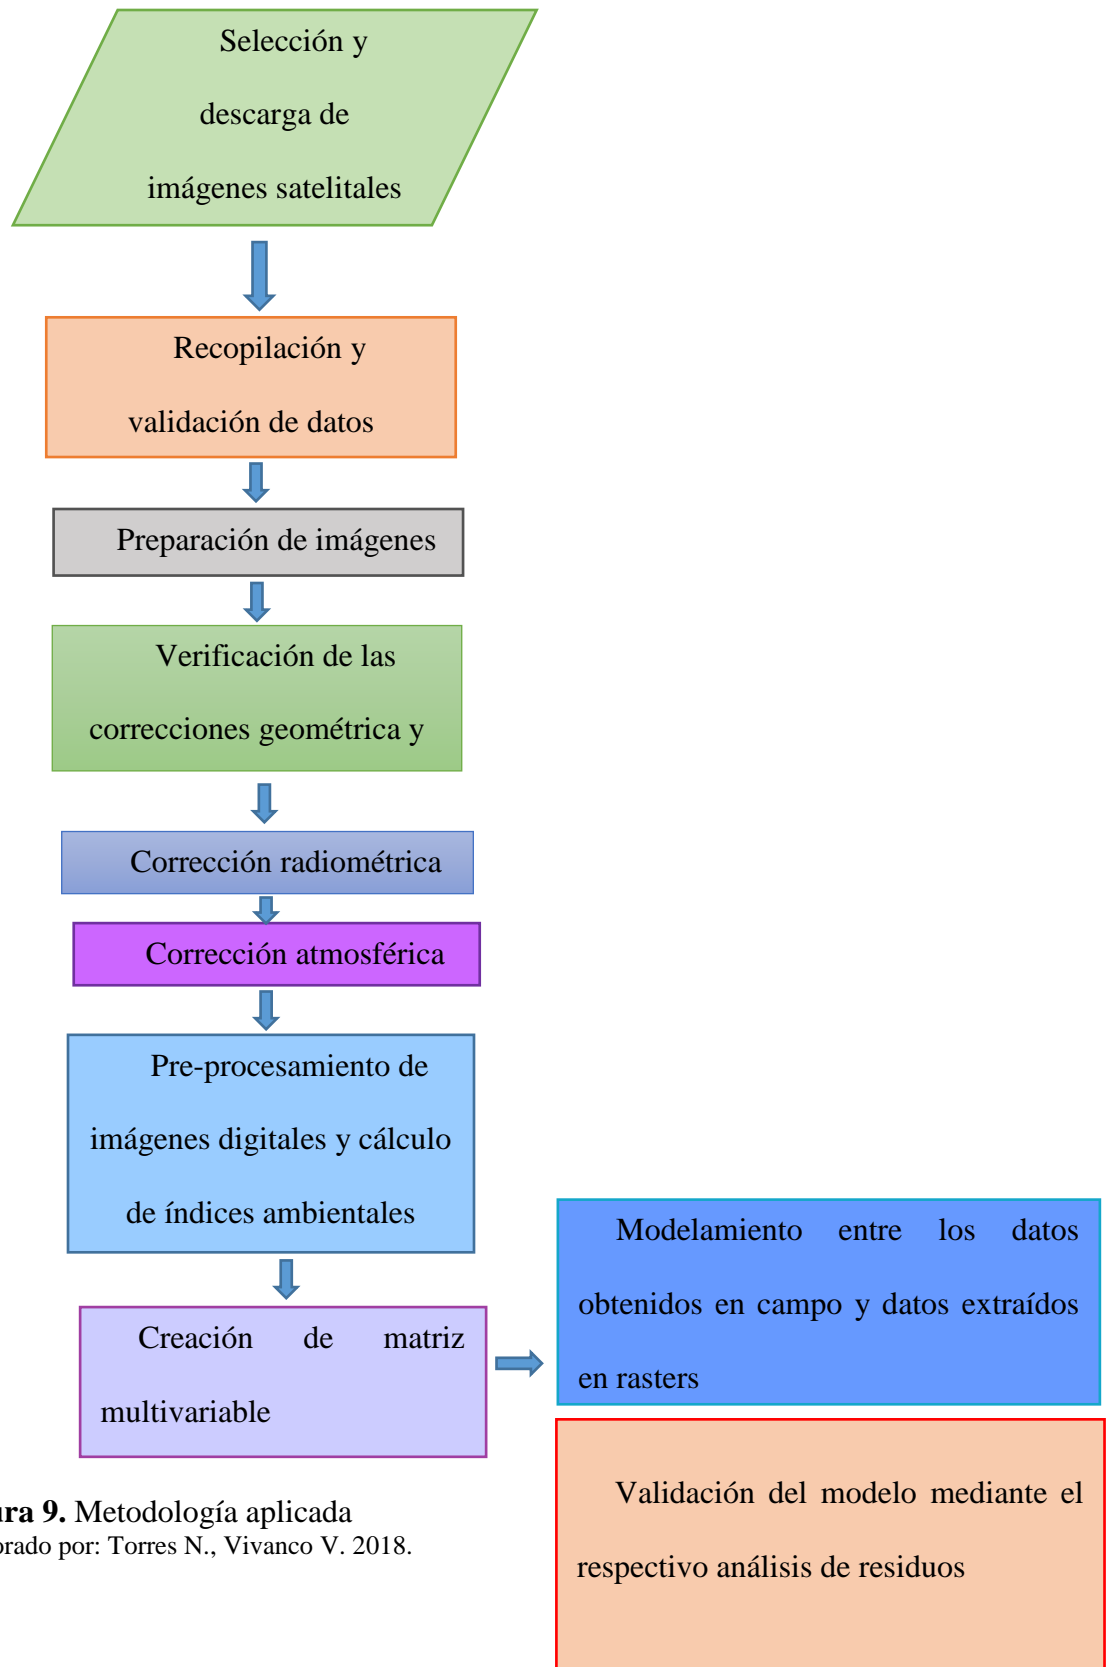 Selección y
descarga de
imágenes satelitales
Recopilación y
validación de datos
Preparación de imágenes
Verificación de las
correcciones geométrica y
Corrección radiométrica
Corrección atmosférica
Pre-procesamiento de
imágenes digitales y cálculo
de índices ambientales
Creación de matriz
multivariable
Modelamiento entre los datos
obtenidos en campo y datos extraídos
en rasters
Validación del modelo mediante el
respectivo análisis de residuos
ura 9. Metodología aplicada
orado por: Torres N., Vivanco V. 2018.